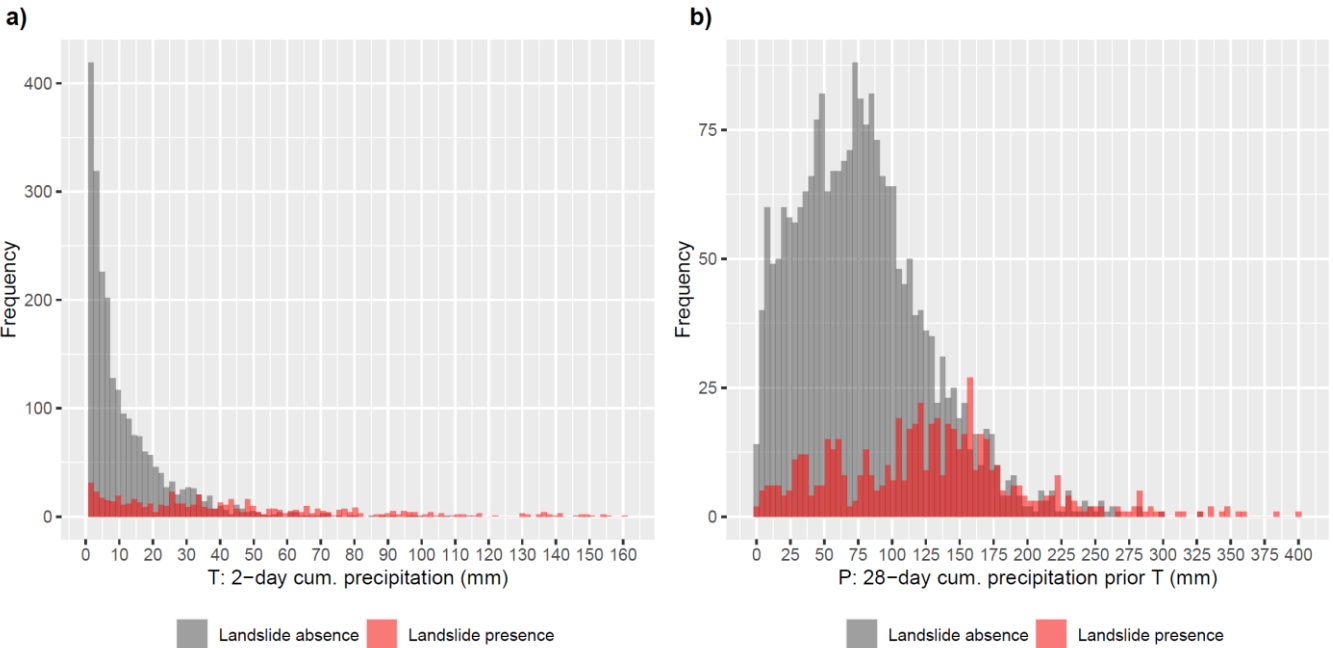 a)
Frequency
400
300
200
100
0
0 10 20 30 40 50 60 70 80 90 100 110 120 130 140 150 160
T: 2−day cum. precipitation (mm)
Landslide absence Landslide presence
b)
Frequency
75
50
25
0
0 25 50 75 100 125 150 175 200 225 250 275 300 325 350 375 400
P: 28−day cum. precipitation prior T (mm)
Landslide absence Landslide presence